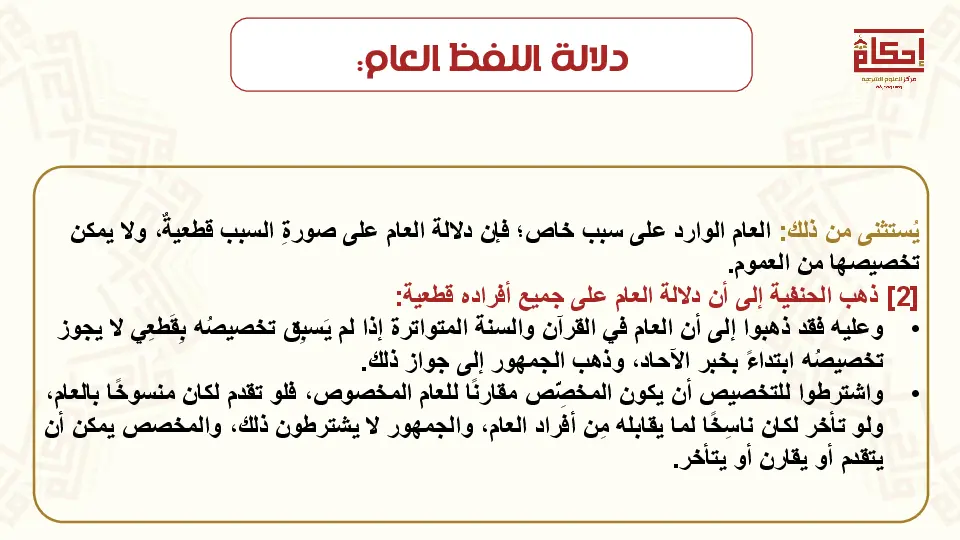 دلالة اللفظ العام:
إحكام
مركز للعلوم الشرعية
يُستثنى من ذلك: العام الوارد على سبب خاص؛ فإن دلالة العام على صورةِ السبب قطعيةٌ، ولا يمكن
تخصيصها من العموم.
[2] ذهب الحنفية إلى أن دلالة العام على جميع أفراده قطعية:
• وعليه فقد ذهبوا إلى أن العام في القرآن والسنة المتواترة إذا لم يَسبِق تخصيصُه بِقَطعِي لا يجوز
تخصيصُه ابتداءً بخبر الآحاد، وذهب الجمهور إلى جواز ذلك.
• واشترطوا للتخصيص أن يكون المخصِّص مقارنًا للعام المخصوص، فلو تقدم لكان منسوخًا بالعام،
ولو تأخر لكان ناسِخًا لما يقابله مِن أفراد العام، والجمهور لا يشترطون ذلك، والمخصص يمكن أن
يتقدم أو يقارن أو يتأخر.